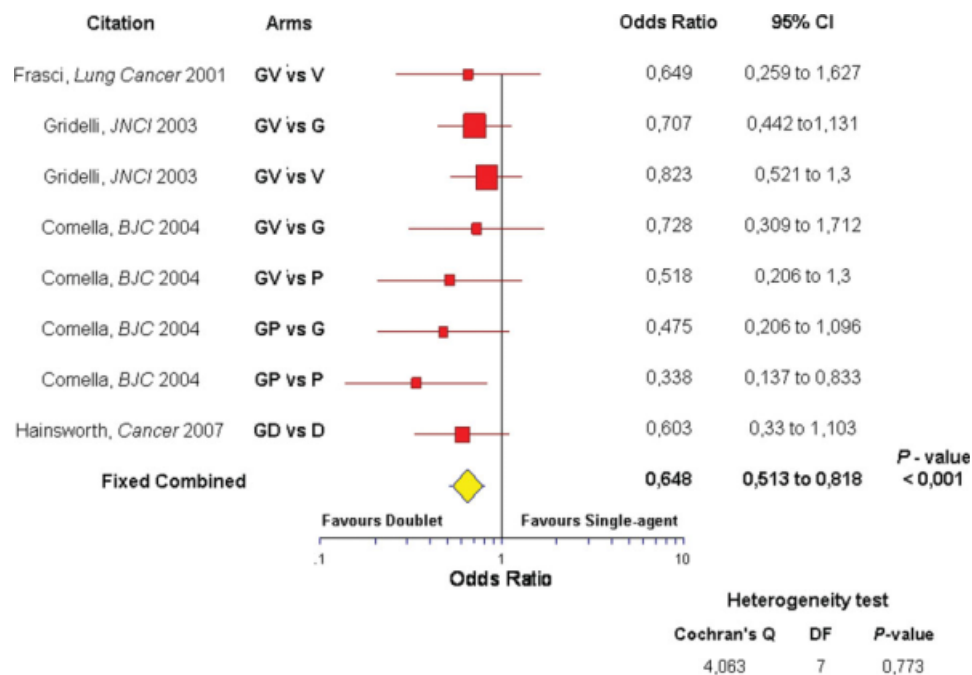 Citation Arms Odds Ratio 95% CI
Frasci, Lung Cancer 2001 GV vs V 0,649 0,259 to 1,627
Gridelli, JNCI 2003 GV vs G 0,707 0,442 to1,131
Gridelli, JNCI 2003 GV vs V 0,823 0,521 to 1,3
Comella, BJC 2004 GV vs G 0,728 0,309 to 1,712
Comella, BJC 2004 GV vs P 0,518 0,206 to 1,3
Comella, BJC 2004 GP vs G 0,475 0,206 to 1,096
Comella, BJC 2004 GP vs P 0,338 0,137 to 0,833
Hainsworth, Cancer 2007 GD vs D 0,603 0,33 to 1,103
P - value
Fixed Combined 0,648 0,513 to 0,818 < 0,001
Favours Doublet Favours Single-agent
.1 1 10
Odds Ratio
Heterogeneity test
Cochran's Q DF P-value
4,063 7 0,773